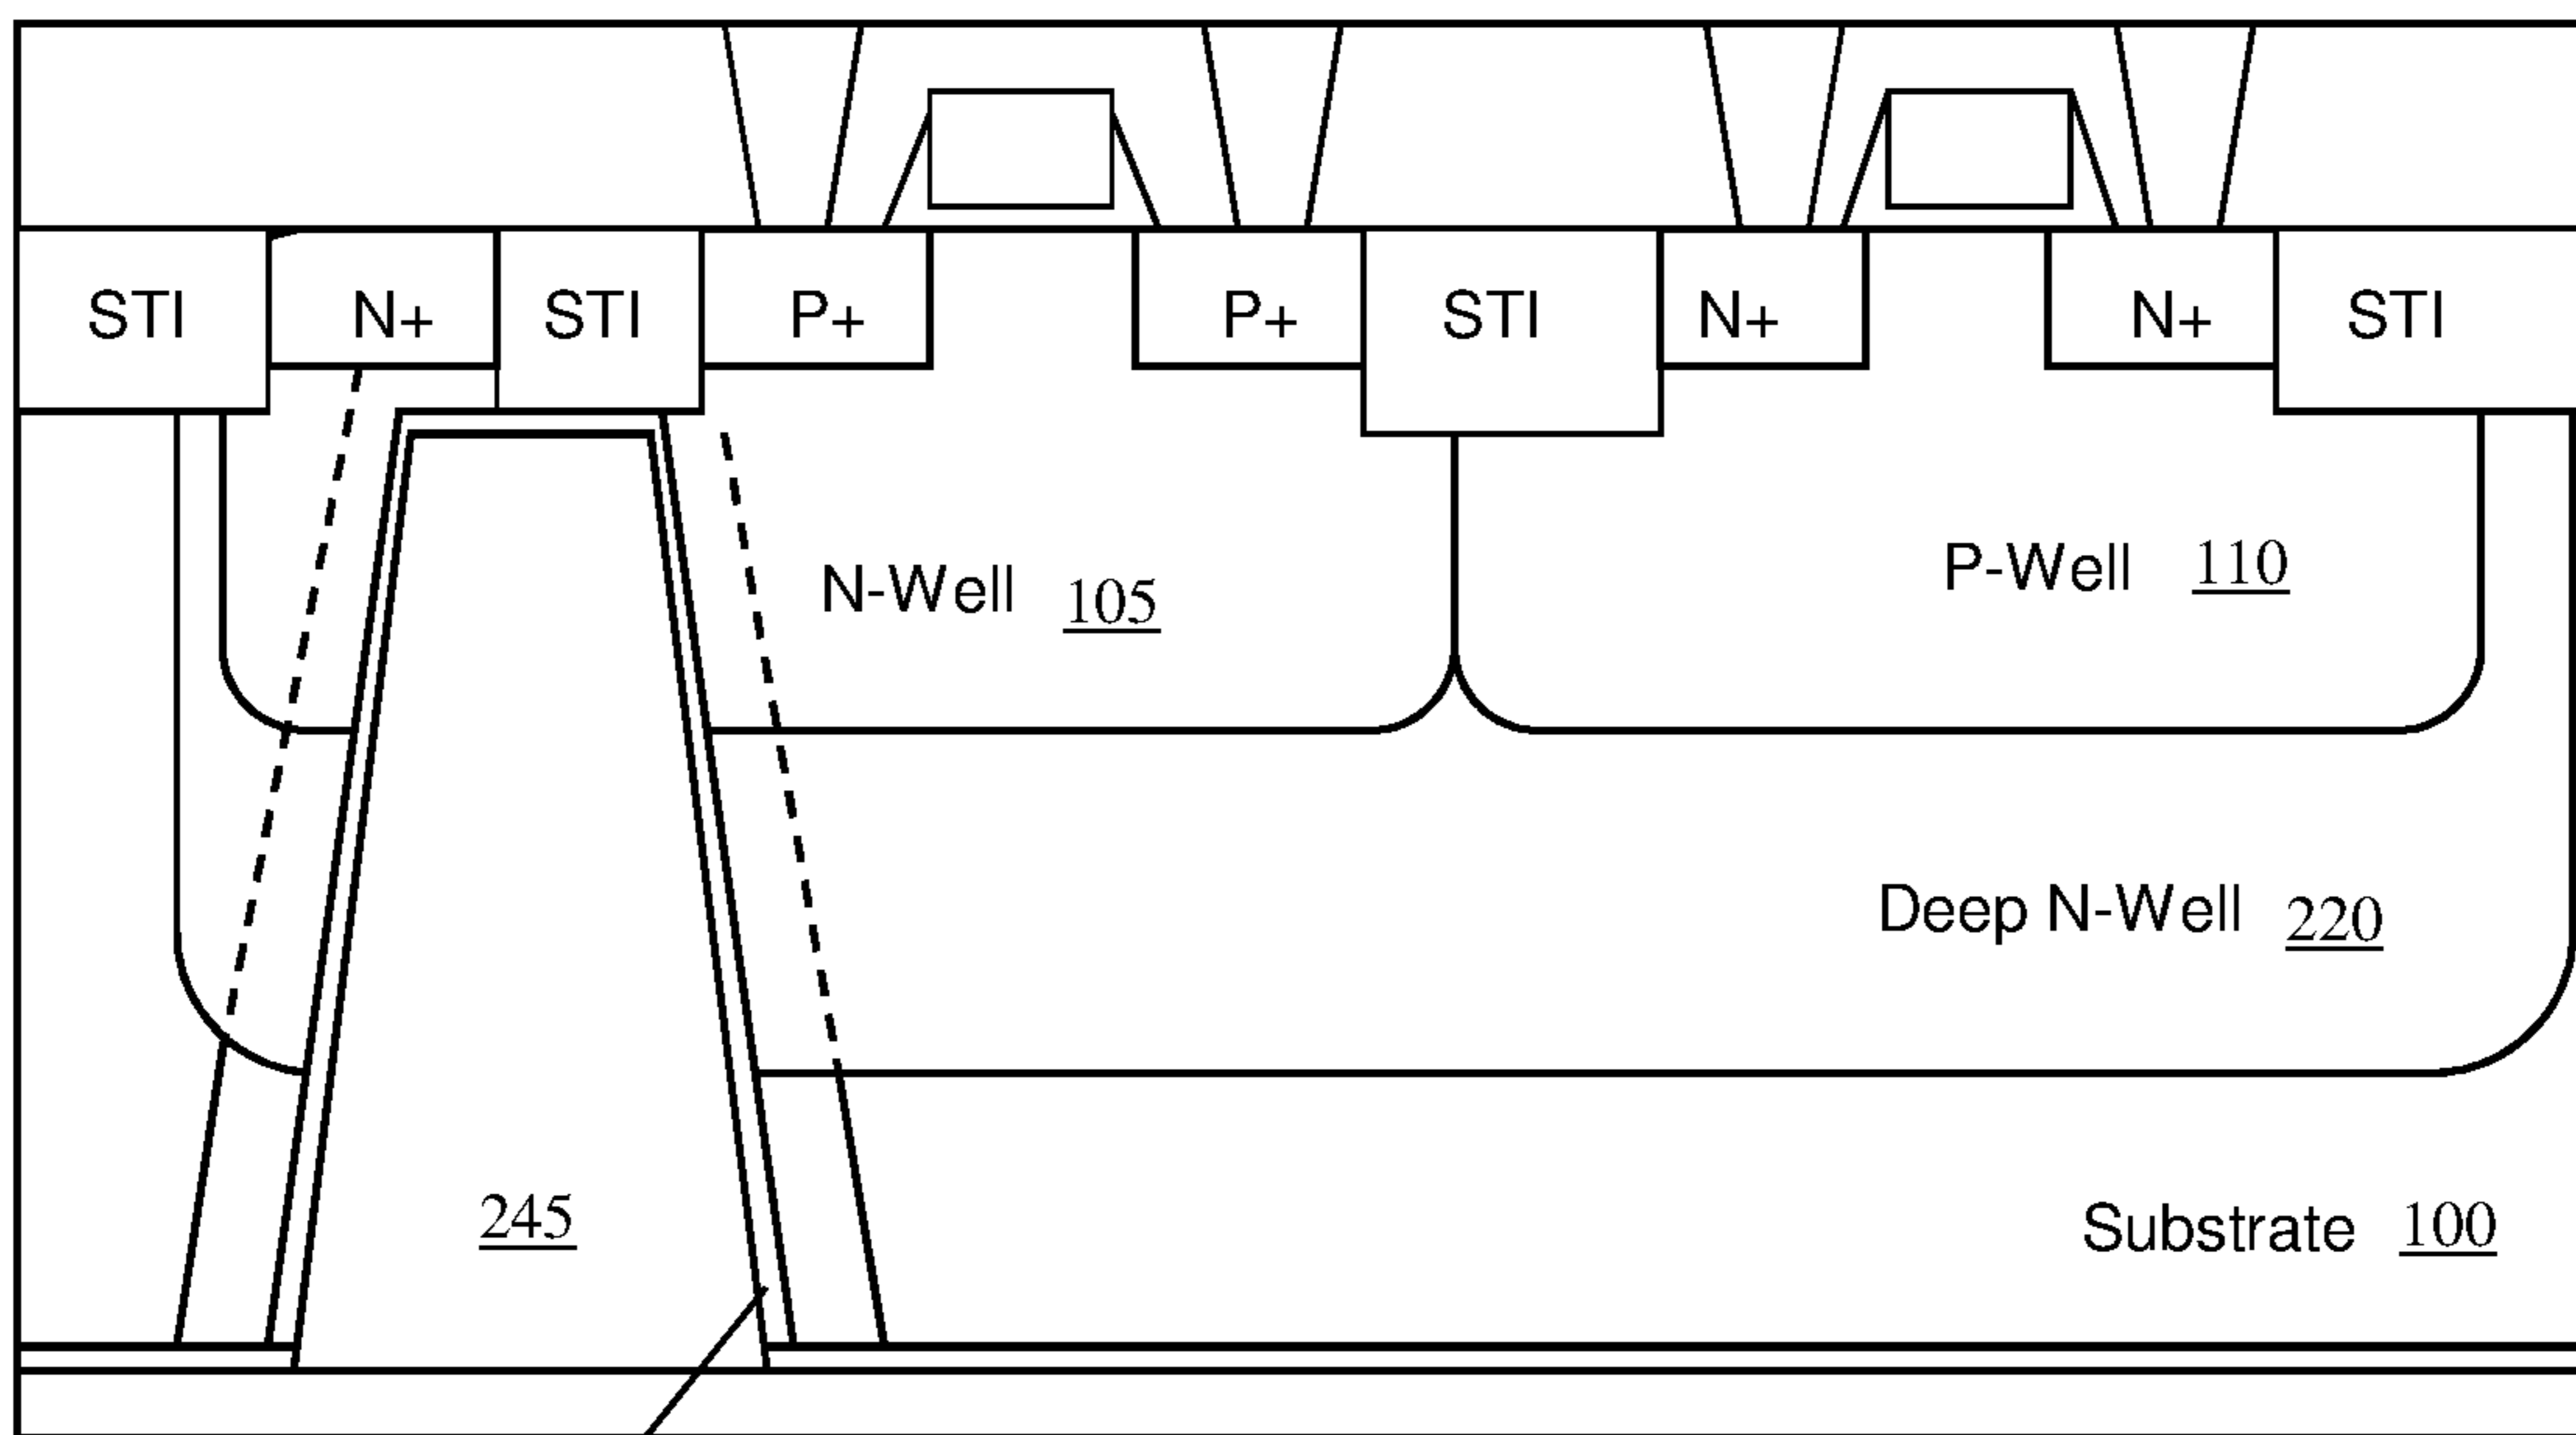 STI N+ STI P+ P+ STI N+ N+ STI
N-Well 105
P-Well 110
Deep N-Well 220
245
Substrate 100